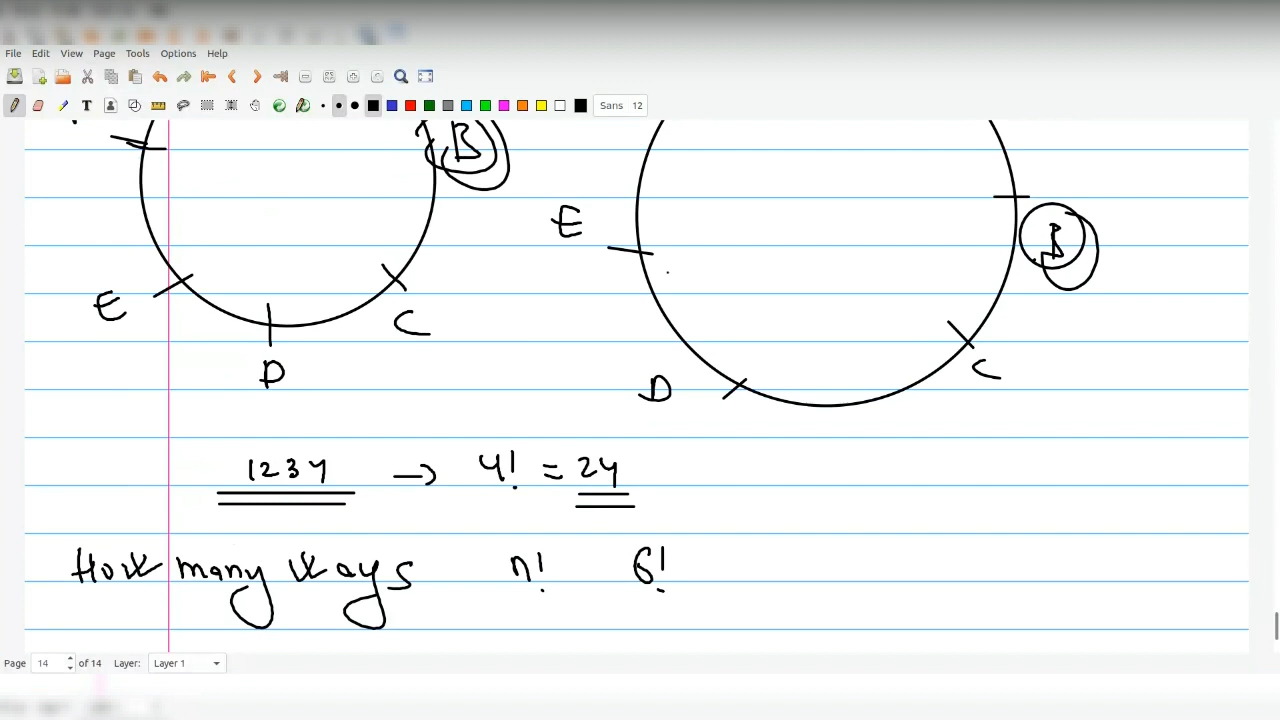 File Edit View Page Tools Options Help
T Sans 12
B
E B
E C
D C
D
1234 → 4! = 24
How many ways n! 6!
Page 14 of 14 Layer: Layer 1